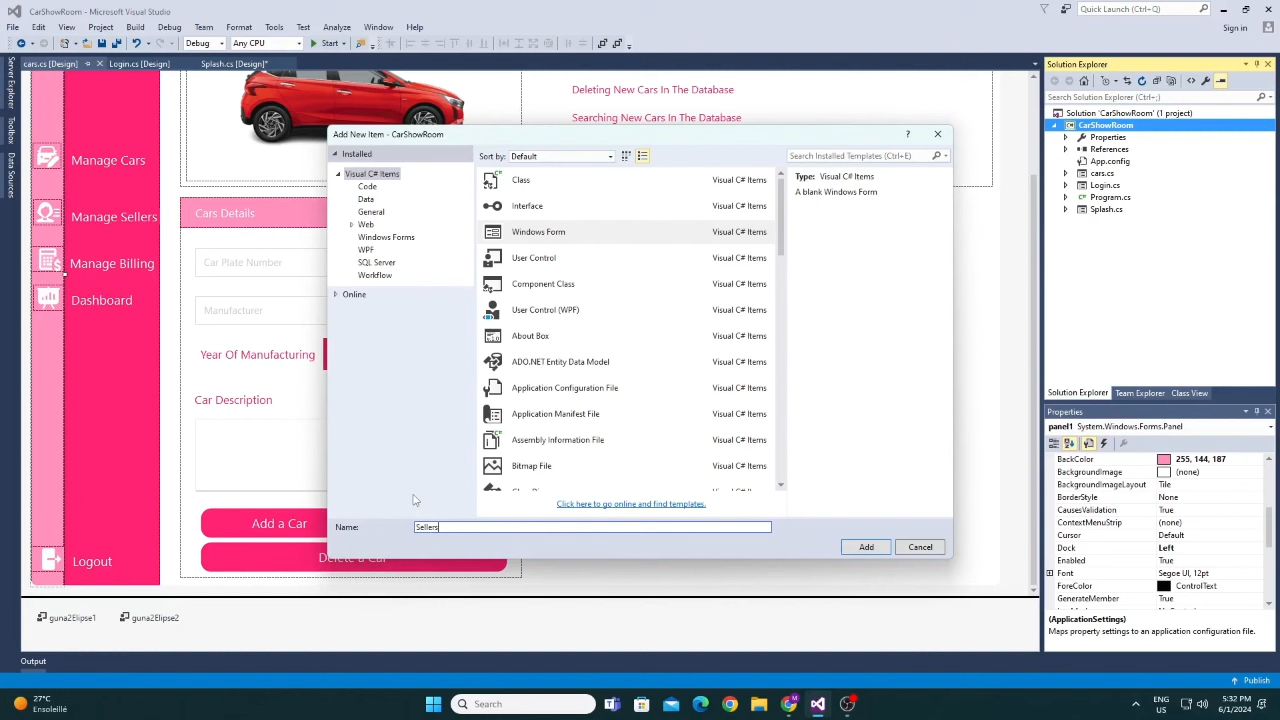 CarShowRoom - Microsoft Visual Studio
Quick Launch (Ctrl+Q)
File Edit View Project Build Debug Team Format Tools Test Analyze Window Help
Sign in
Debug Any CPU Start
cars.cs [Design] Login.cs [Design] Splash.cs [Design]*
Server Explorer
Toolbox
Data Sources
Deleting New Cars In The Database
Searching New Cars In The Database
Manage Cars
Manage Sellers
Manage Billing
Dashboard
Logout
Cars Details
Car Plate Number
Manufacturer
Year Of Manufacturing
Car Description
Add a Car
Delete a Car
guna2Elipse1 guna2Elipse2
Output
Add New Item - CarShowRoom
?
Installed
Visual C# Items
Code
Data
General
Web
Windows Forms
WPF
SQL Server
Workflow
Online
Sort by: Default
Search Installed Templates (Ctrl+E)
Class Visual C# Items
Interface Visual C# Items
Windows Form Visual C# Items
User Control Visual C# Items
Component Class Visual C# Items
User Control (WPF) Visual C# Items
About Box Visual C# Items
ADO.NET Entity Data Model Visual C# Items
Application Configuration File Visual C# Items
Application Manifest File Visual C# Items
Assembly Information File Visual C# Items
Bitmap File Visual C# Items
Type: Visual C# Items
A blank Windows Form
Click here to go online and find templates.
Name: Sellers
Add Cancel
Solution Explorer
Search Solution Explorer (Ctrl+;)
Solution 'CarShowRoom' (1 project)
CarShowRoom
Properties
References
App.config
cars.cs
Login.cs
Program.cs
Splash.cs
Solution Explorer Team Explorer Class View
Properties
panel1 System.Windows.Forms.Panel
BackColor 255, 144, 187
BackgroundImage (none)
BackgroundImageLayout Tile
BorderStyle None
CausesValidation True
ContextMenuStrip (none)
Cursor Default
Dock Left
Enabled True
Font Segoe UI, 12pt
ForeColor ControlText
GenerateMember True
(ApplicationSettings)
Maps property settings to an application configuration file.
Publish
27°C
Ensoleillé
Search
ENG
US
5:32 PM
6/1/2024